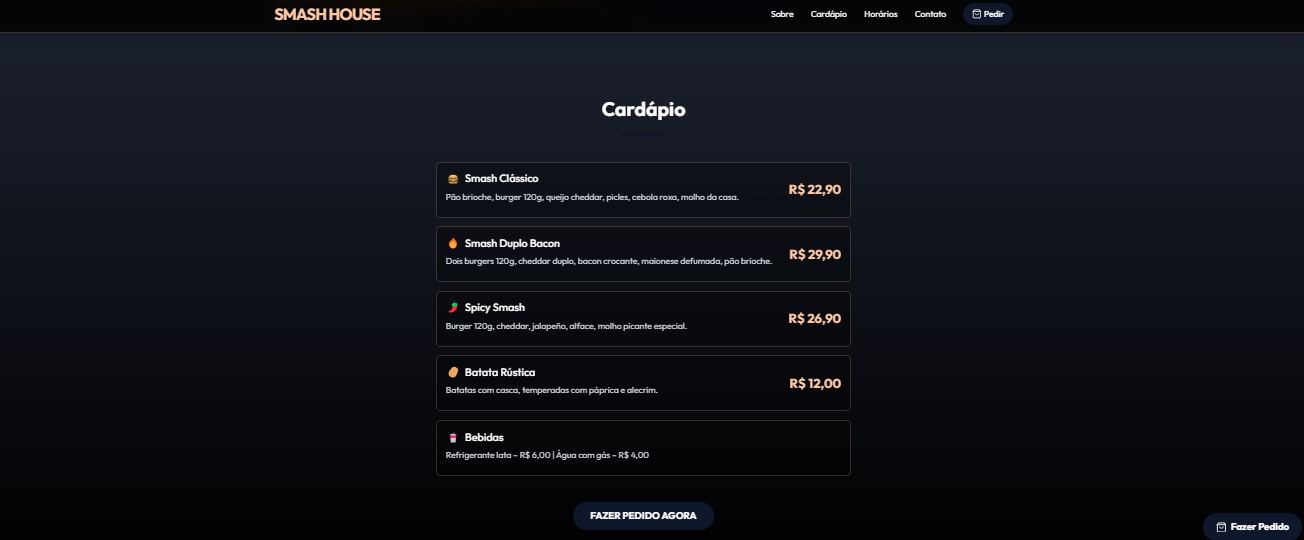 SMASH HOUSE
Sobre
Cardápio
Horários
Contato
Pedir
Cardápio
Smash Clássico
Pão brioche, burger 120g, queijo cheddar, picles, cebola roxa, molho da casa.
R$ 22,90
Smash Duplo Bacon
Dois burgers 120g, cheddar duplo, bacon crocante, maionese defumada, pão brioche.
R$ 29,90
Spicy Smash
Burger 120g, cheddar, jalapeño, alface, molho picante especial.
R$ 26,90
Batata Rústica
Batatas com casca, temperadas com páprica e alecrim.
R$ 12,00
Bebidas
Refrigerante lata – R$ 6,00 | Água com gás – R$ 4,00
FAZER PEDIDO AGORA
Fazer Pedido